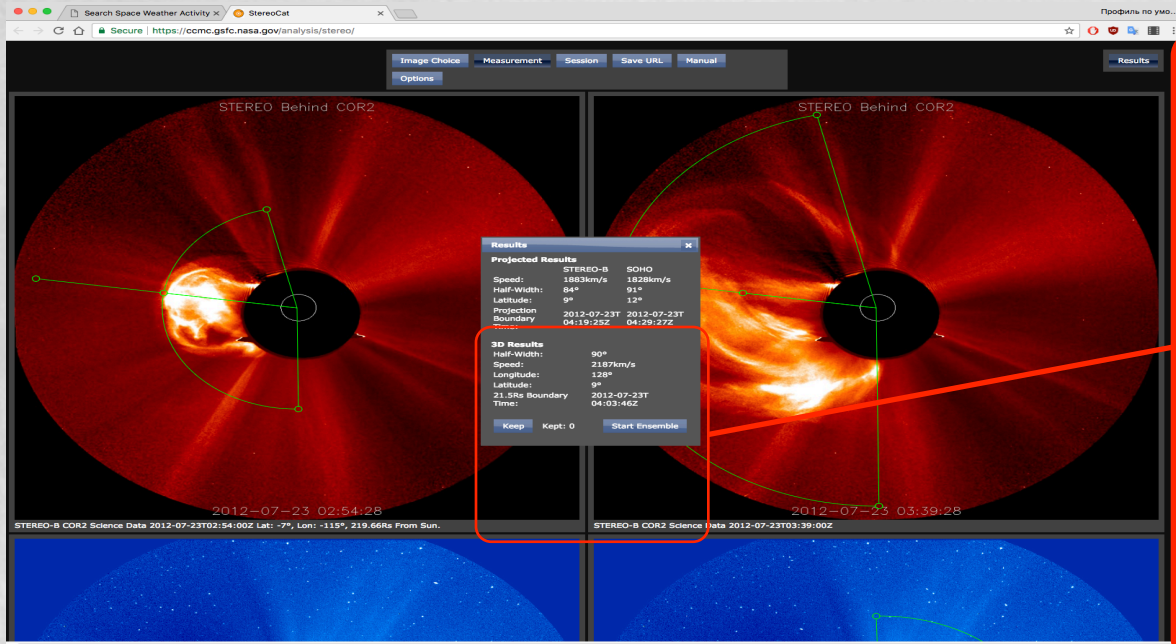 Search Space Weather Activity
StereoCat
Профиль по умо...
Secure | https://ccmc.gsfc.nasa.gov/analysis/stereo/
Image Choice Measurement Session Save URL Manual
Options
Results
STEREO Behind COR2
STEREO Behind COR2
Results
Projected Results
STEREO-B SOHO
Speed: 1883km/s 1828km/s
Half-Width: 84° 91°
Latitude: 9° 12°
Projection Boundary Time: 2012-07-23T 04:19:25Z 2012-07-23T 04:29:27Z
3D Results
Half-Width: 90°
Speed: 2187km/s
Longitude: 128°
Latitude: 9°
21.5Rs Boundary Time: 2012-07-23T 04:03:46Z
Keep Kept: 0 Start Ensemble
2012-07-23 02:54:28
2012-07-23 03:39:28
STEREO-B COR2 Science Data 2012-07-23T02:54:00Z Lat: -7°, Lon: -115°, 219.66Rs From Sun.
STEREO-B COR2 Science Data 2012-07-23T03:39:00Z